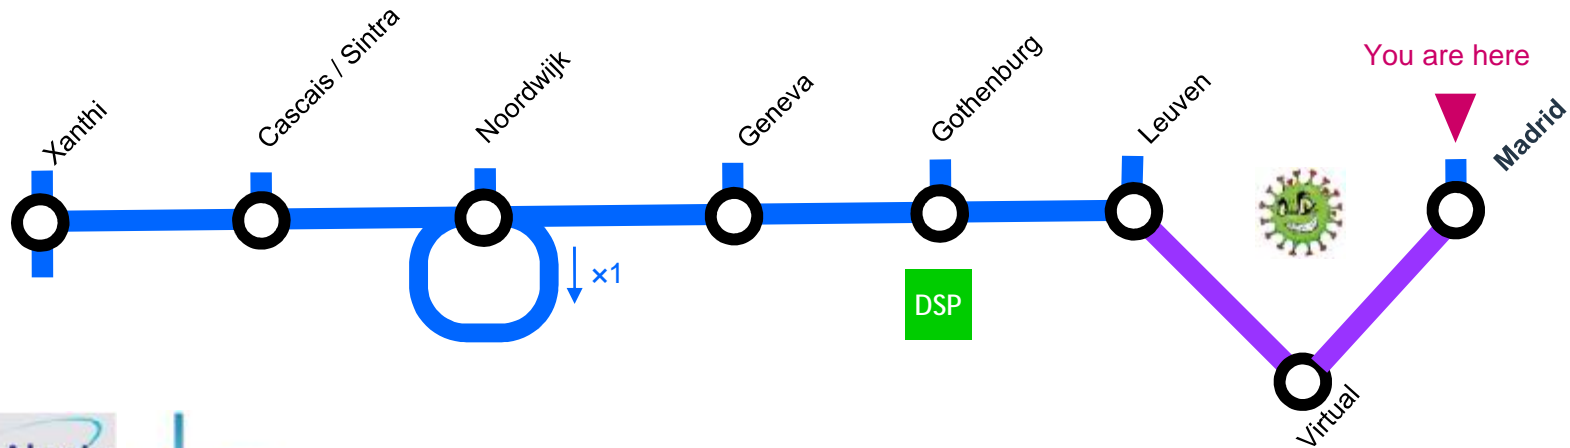 Xanthi
Cascais / Sintra
Noordwijk
×1
Geneva
Gothenburg
DSP
Leuven
Virtual
You are here
Madrid